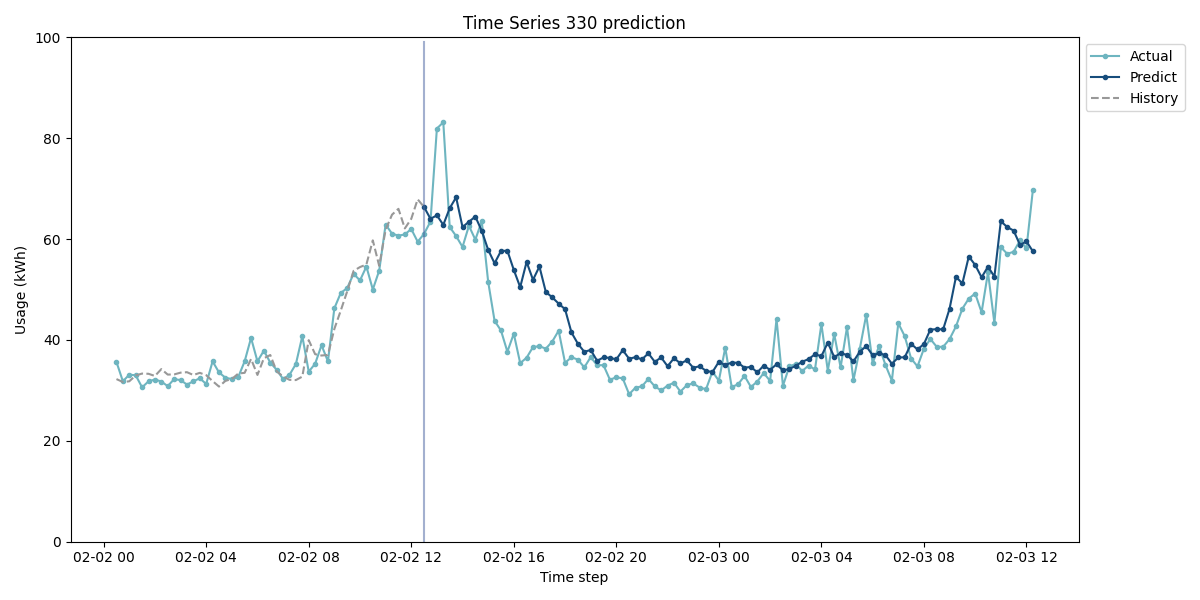 Time Series 330 prediction
100
80
60
40
20
0
Usage (kWh)
02-02 00
02-02 04
02-02 08
02-02 12
02-02 16
02-02 20
02-03 00
02-03 04
02-03 08
02-03 12
Time step
Actual
Predict
History